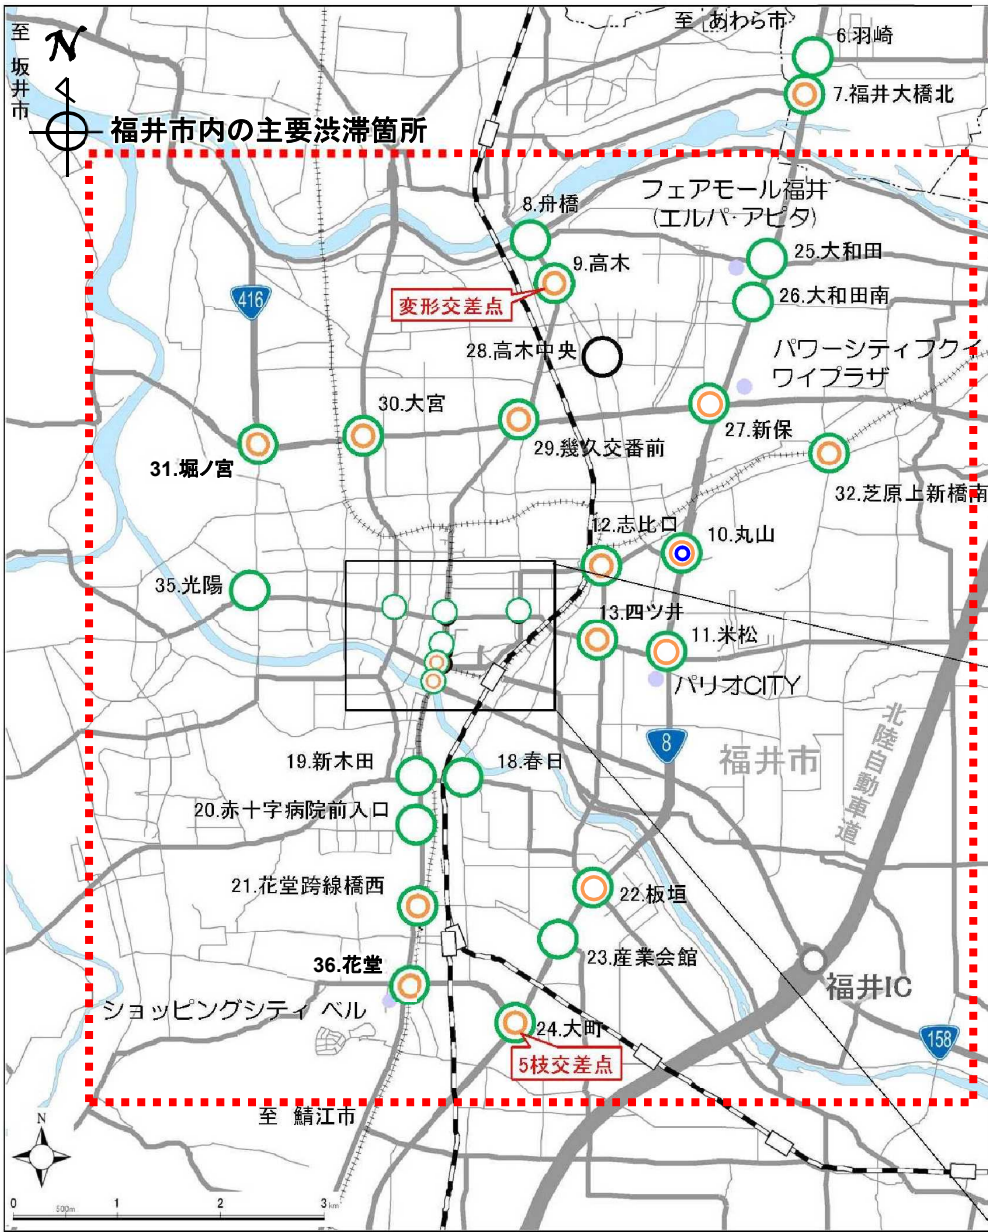 至
坂井市
N
福井市内の主要渋滞箇所
至 あわら市
6.羽崎
7.福井大橋北
フェアモール福井
(エルパ・アピタ)
8.舟橋
9.高木
変形交差点
25.大和田
26.大和田南
416
28.高木中央
パワーシティフクイ
ワイプラザ
30.大宮
29.幾久交番前
27.新保
31.堀ノ宮
32.芝原上新橋南
12.志比口
10.丸山
35.光陽
13.四ツ井
11.米松
パリオCITY
8
福井市
北陸自動車道
19.新木田
18.春日
20.赤十字病院前入口
21.花堂跨線橋西
22.板垣
23.産業会館
36.花堂
福井IC
ショッピングシティ ベル
24.大町
5枝交差点
158
至 鯖江市
N
0 500m 1 2 3 km